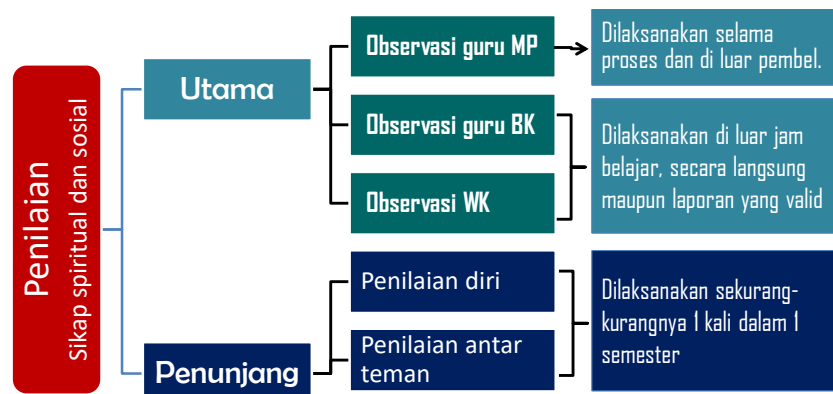 Penilaian
Sikap spiritual dan sosial
Utama
Observasi guru MP
Dilaksanakan selama
proses dan di luar pembel.
Observasi guru BK
Observasi WK
Dilaksanakan di luar jam
belajar, secara langsung
maupun laporan yang valid
Penunjang
Penilaian diri
Penilaian antar
teman
Dilaksanakan sekurang-
kurangnya 1 kali dalam 1
semester